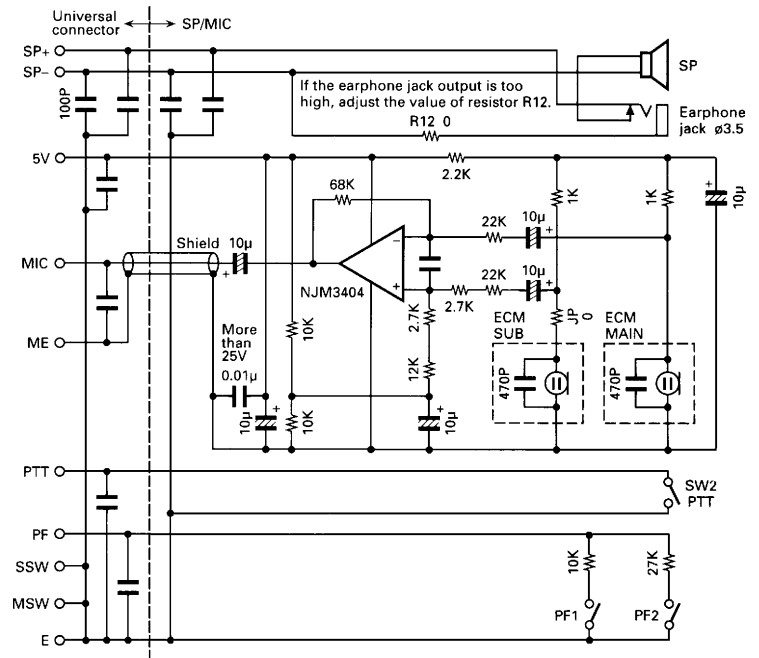 Universal
connector
SP/MIC
SP+
SP−
SP
100P
If the earphone jack output is too
high, adjust the value of resistor R12.
R12 0
Earphone
jack ø3.5
5V
2.2K
68K
1K
1K
10μ
Shield
10μ
22K
10μ
MIC
−
+
+
NJM3404
+
22K
10μ
+
2.7K
+
2.7K
JP
0
ME
More
than
25V
0.01μ
10K
12K
ECM
SUB
ECM
MAIN
470P
470P
10μ
+
10K
+
10μ
PTT
SW2
PTT
PF
10K
27K
SSW
MSW
PF1
PF2
E